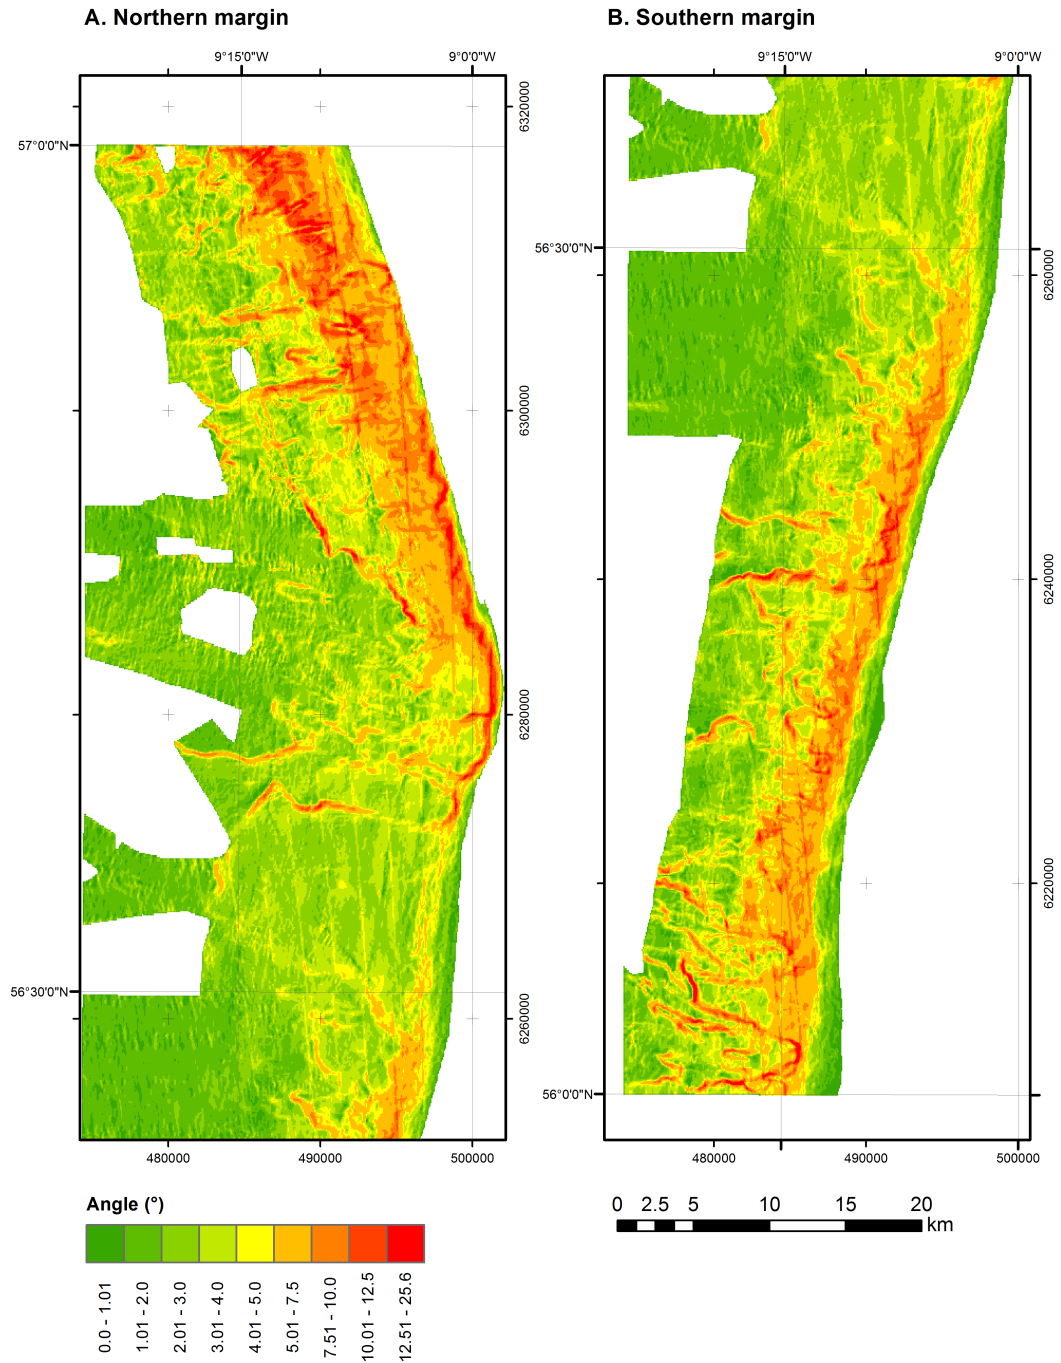 A. Northern margin
B. Southern margin
9°15'0"W
9°0'0"W
9°15'0"W
9°0'0"W
6320000
57°0'0"N
56°30'0"N
6260000
6300000
6240000
6280000
6220000
56°30'0"N
6260000
56°0'0"N
480000
490000
500000
480000
490000
500000
Angle (°)
0.0 - 1.01
1.01 - 2.0
2.01 - 3.0
3.01 - 4.0
4.01 - 5.0
5.01 - 7.5
7.51 - 10.0
10.01 - 12.5
12.51 - 25.6
0 2.5 5 10 15 20
km